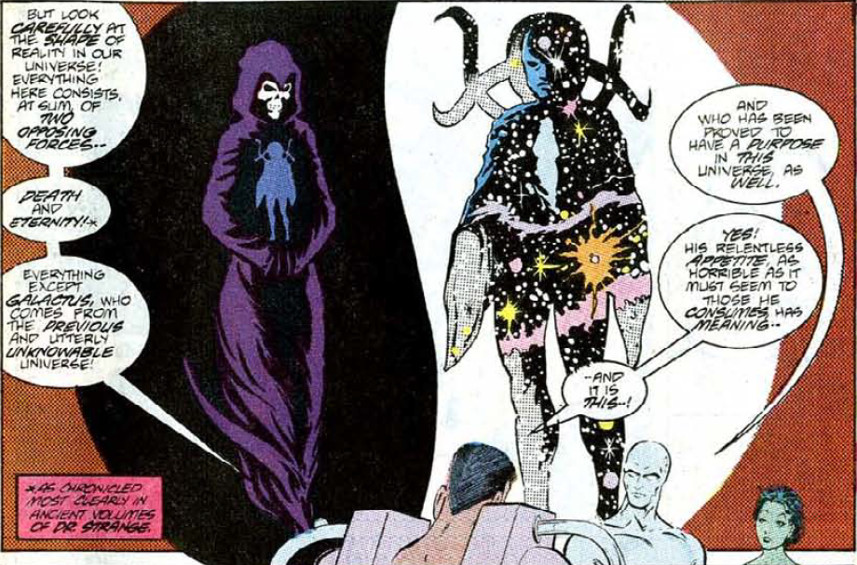 BUT LOOK
CAREFULLY AT
THE SHAPE OF
REALITY IN OUR
UNIVERSE!
EVERYTHING
HERE CONSISTS,
AT SUM, OF
TWO
OPPOSING
FORCES--
DEATH
AND
ETERNITY!*
EVERYTHING
EXCEPT
GALACTUS, WHO
COMES FROM
THE PREVIOUS
AND UTTERLY
UNKNOWABLE
UNIVERSE!
*AS CHRONICLED
MOST CLEARLY IN
ANCIENT VOLUMES
OF DR. STRANGE.
AND
WHO HAS BEEN
PROVED TO
HAVE A PURPOSE
IN THIS
UNIVERSE, AS
WELL.
YES!
HIS RELENTLESS
APPETITE, AS
HORRIBLE AS IT
MUST SEEM TO
THOSE HE
CONSUMES, HAS
MEANING--
--AND
IT IS
THIS--!